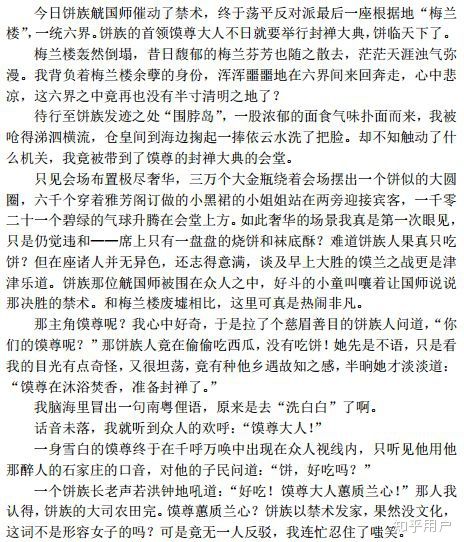 今日饼族觥国师催动了禁术，终于荡平反对派最后一座根据地“梅兰
楼”，一统六界。饼族的首领馍尊大人不日就要举行封禅大典，饼临天下了。
梅兰楼轰然倒塌，昔日馥郁的梅兰芬芳也随之散去，茫茫天涯浊气弥
漫。我背负着梅兰楼余孽的身份，浑浑噩噩地在六界间来回奔走，心中悲
凉，这六界之中竟再也没有半寸清明之地了？
待行至饼族发迹之处“围脖岛”，一股浓郁的面食气味扑面而来，我被
呛得涕泗横流，仓皇间到海边掬起一捧依云水洗了把脸。却不知触动了什
么机关，我竟被带到了馍尊的封禅大典的会堂。
只见会场布置极尽奢华，三万个大金瓶绕着会场摆出一个饼似的大圆
圈，六千个穿着雅芳阁订做的小黑裙的小姐姐站在两旁迎接宾客，一千零
二十一个碧绿的气球升腾在会堂上方。如此奢华的场景我真是第一次眼见，
只是仍觉违和——席上只有一盘盘的烧饼和袜底酥？难道饼族人果真只吃
饼？但在座诸人并无异色，还志得意满，谈及早上大胜的馍兰之战更是津
津乐道。饼族那位觥国师被围在众人之中，好斗的小童叫嚷着让国师说说
那决胜的禁术。和梅兰楼废墟相比，这里可真是热闹非凡。
那主角馍尊呢？我心中好奇，于是拉了个慈眉善目的饼族人问道，“你
们的馍尊呢？”那饼族人竟在偷偷吃西瓜，没有吃饼！她先是不语，只是看
我的目光有点奇怪，又很坦荡，竟有种他乡遇故知之感，半晌她才淡淡道：
“馍尊在沐浴焚香，准备封禅了。”
我脑海里冒出一句南粤俚语，原来是去“洗白白”了啊。
话音未落，我就听到众人的欢呼：“馍尊大人！”
一身雪白的馍尊终于在千呼万唤中出现在众人视线内，只听见他用他
那醉人的石家庄的口音，对他的子民问道：“饼，好吃吗？”
一个饼族长老声若洪钟地吼道：“好吃！馍尊大人蕙质兰心！”那人我
认得，饼族的大司农田完。馍尊蕙质兰心？饼族以禁术发家，果然没文化，
这词不是形容女子的吗？可是竟无一人反驳，我连忙忍住了嗤笑。
知乎用户